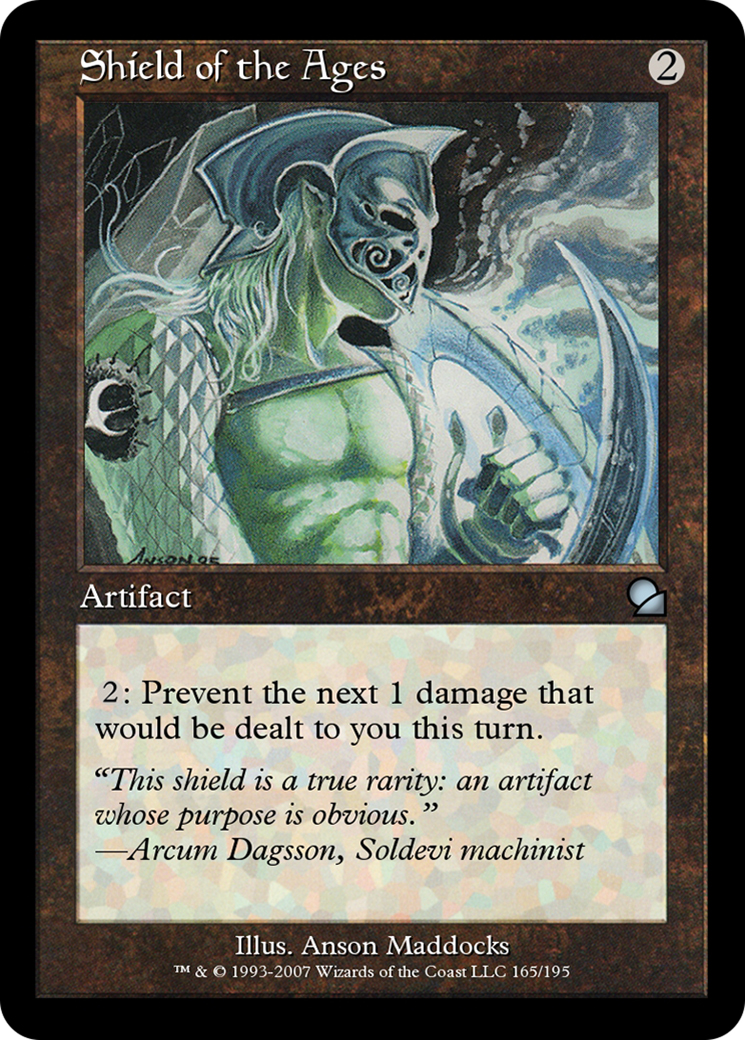 Shield of the Ages
2
ANSON 95
Artifact
2: Prevent the next 1 damage that
would be dealt to you this turn.
“This shield is a true rarity: an artifact
whose purpose is obvious.”
—Arcum Dagsson, Soldevi machinist
Illus. Anson Maddocks
™ & © 1993-2007 Wizards of the Coast LLC 165/195